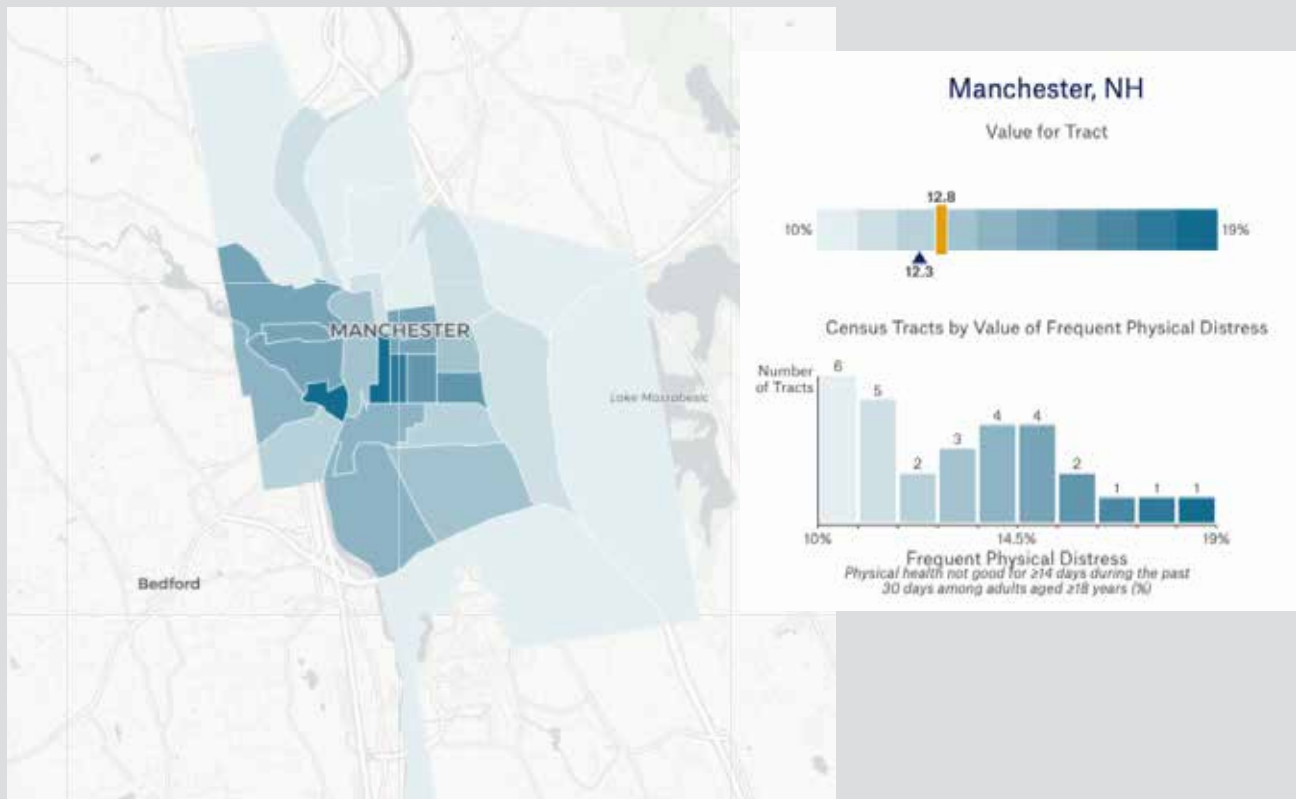 MANCHESTER
Lake Massabesic
Bedford
Manchester, NH
Value for Tract
12.8
10%
19%
12.3
Census Tracts by Value of Frequent Physical Distress
Number
of Tracts
6
5
2
3
4
4
2
1
1
1
10%
14.5%
19%
Frequent Physical Distress
Physical health not good for ≥14 days during the past
30 days among adults aged ≥18 years (%)